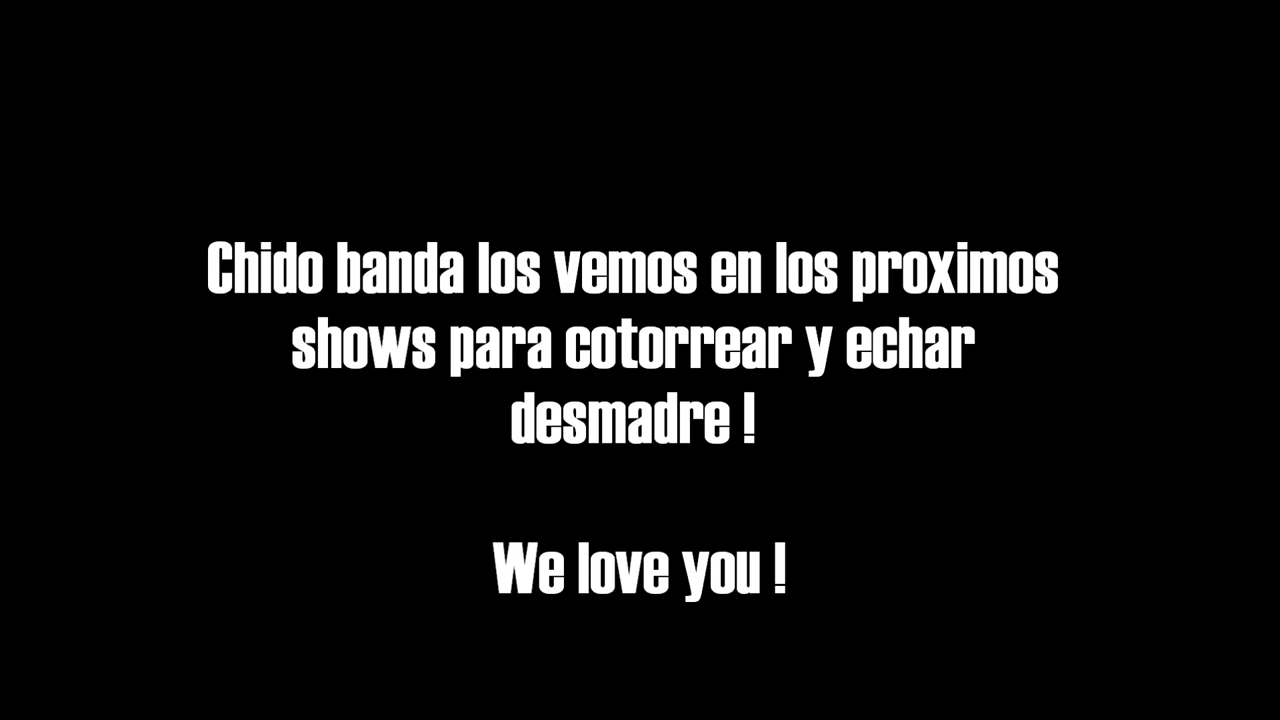 Chido banda los vemos en los proximos
shows para cotorrear y echar
desmadre !
We love you !